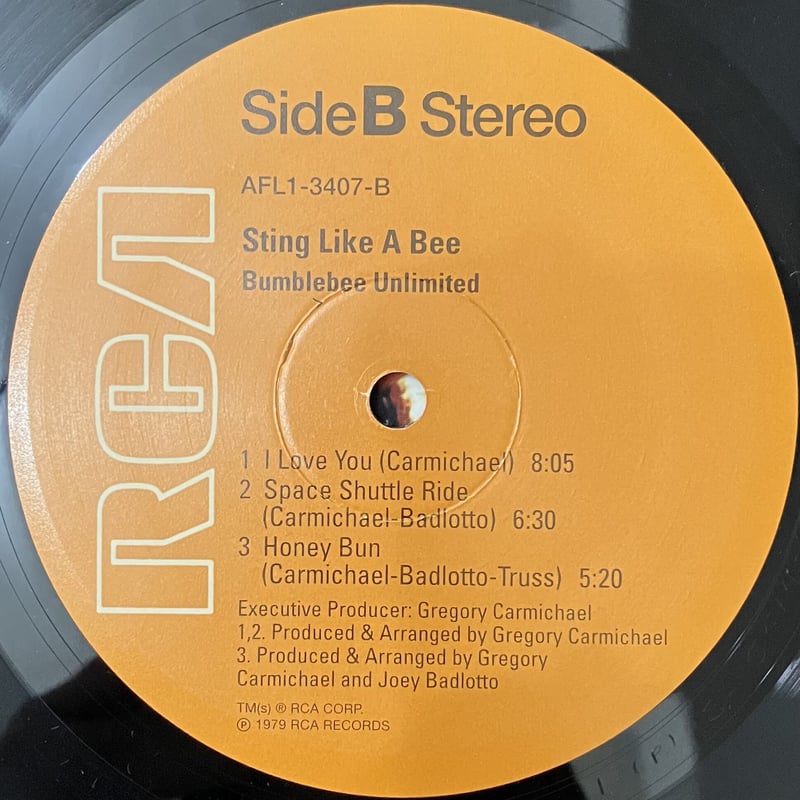 Side B Stereo
AFL1-3407-B
Sting Like A Bee
Bumblebee Unlimited
RCA
1 I Love You (Carmichael) 8:05
2 Space Shuttle Ride
(Carmichael-Badlotto) 6:30
3 Honey Bun
(Carmichael-Badlotto-Truss) 5:20
Executive Producer: Gregory Carmichael
1,2. Produced & Arranged by Gregory Carmichael
3. Produced & Arranged by Gregory
Carmichael and Joey Badlotto
TM(s) ® RCA CORP.
℗ 1979 RCA RECORDS